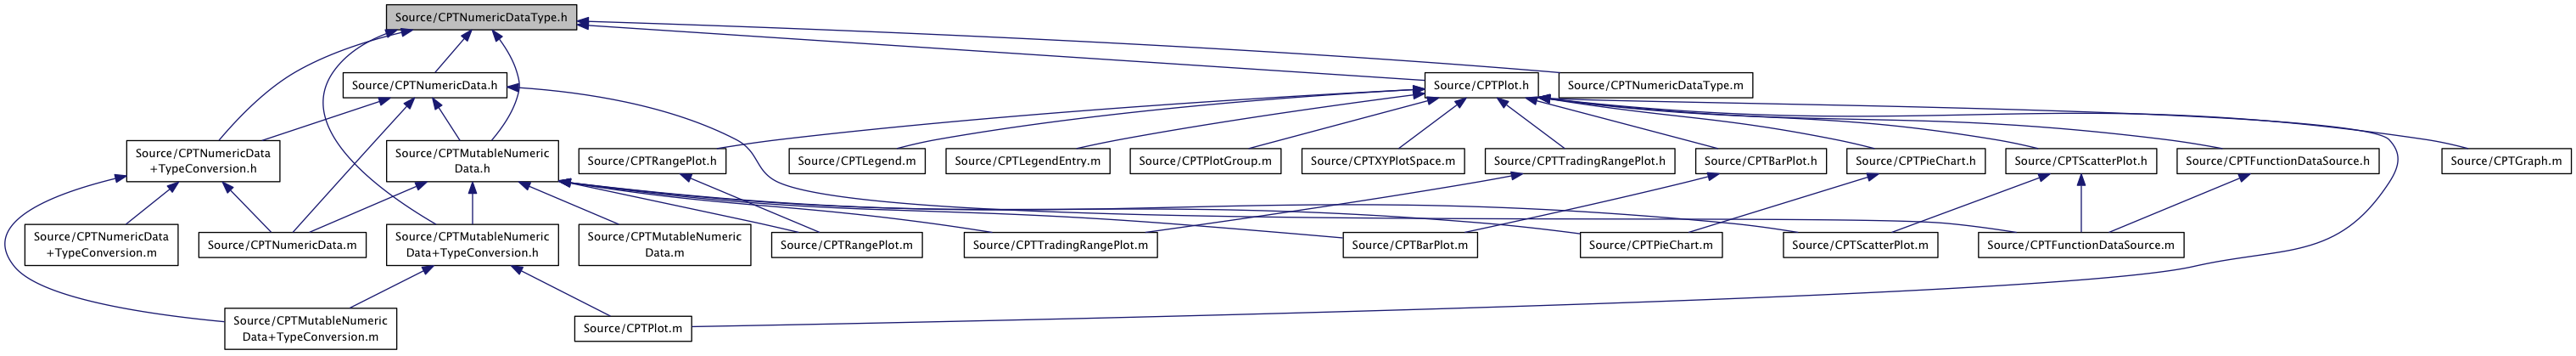 Source/CPTNumericDataType.h
Source/CPTNumericData.h
Source/CPTPlot.h
Source/CPTNumericDataType.m
Source/CPTNumericData
+TypeConversion.h
Source/CPTMutableNumeric
Data.h
Source/CPTRangePlot.h
Source/CPTLegend.m
Source/CPTLegendEntry.m
Source/CPTPlotGroup.m
Source/CPTXYPlotSpace.m
Source/CPTTradingRangePlot.h
Source/CPTBarPlot.h
Source/CPTPieChart.h
Source/CPTScatterPlot.h
Source/CPTFunctionDataSource.h
Source/CPTGraph.m
Source/CPTNumericData
+TypeConversion.m
Source/CPTNumericData.m
Source/CPTMutableNumeric
Data+TypeConversion.h
Source/CPTMutableNumeric
Data.m
Source/CPTRangePlot.m
Source/CPTTradingRangePlot.m
Source/CPTBarPlot.m
Source/CPTPieChart.m
Source/CPTScatterPlot.m
Source/CPTFunctionDataSource.m
Source/CPTMutableNumeric
Data+TypeConversion.m
Source/CPTPlot.m